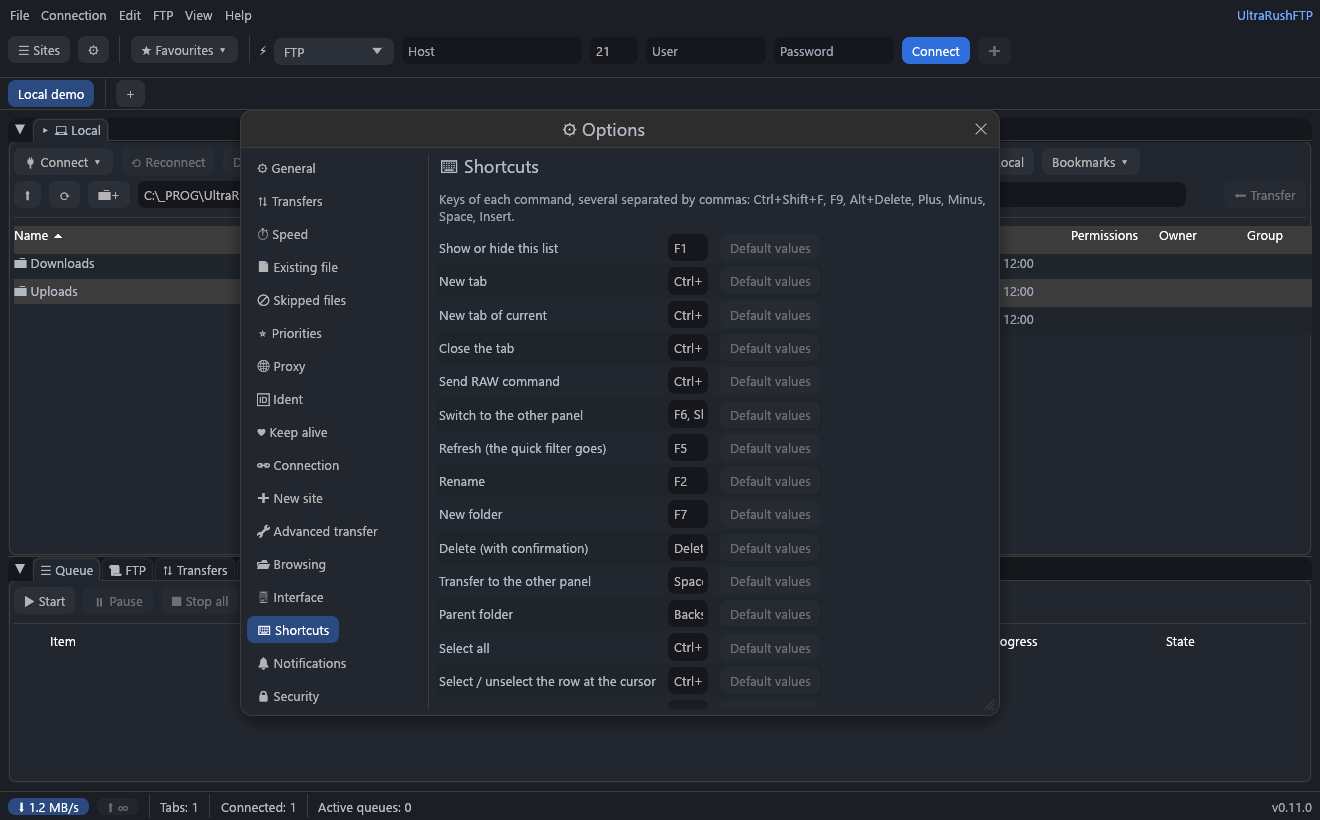 File Connection Edit FTP View Help UltraRushFTP
Sites Favourites FTP Host 21 User Password Connect
Local demo +
Local
Connect Reconnect D ocal Bookmarks
C:\_PROG\UltraR Transfer
Name Permissions Owner Group
Downloads 12:00
Uploads 12:00
12:00
Options
General
Transfers
Speed
Existing file
Skipped files
Priorities
Proxy
ID Ident
Keep alive
Connection
New site
Advanced transfer
Browsing
Interface
Shortcuts
Notifications
Security
Shortcuts
Keys of each command, several separated by commas: Ctrl+Shift+F, F9, Alt+Delete, Plus, Minus,
Space, Insert.
Show or hide this list F1 Default values
New tab Ctrl+ Default values
New tab of current Ctrl+ Default values
Close the tab Ctrl+ Default values
Send RAW command Ctrl+ Default values
Switch to the other panel F6, Sl Default values
Refresh (the quick filter goes) F5 Default values
Rename F2 Default values
New folder F7 Default values
Delete (with confirmation) Delet Default values
Transfer to the other panel Space Default values
Parent folder Backs Default values
Select all Ctrl+ Default values
Select / unselect the row at the cursor Ctrl+ Default values
Queue FTP Transfers
Start Pause Stop all
Item ogress State
1.2 MB/s ∞ Tabs: 1 Connected: 1 Active queues: 0 v0.11.0